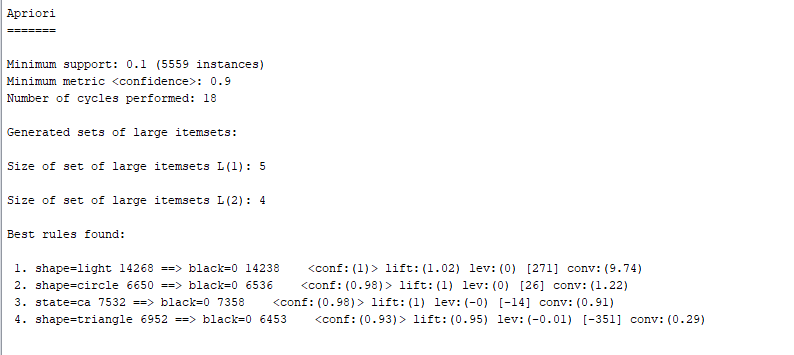 Apriori
=======
Minimum support: 0.1 (5559 instances)
Minimum metric <confidence>: 0.9
Number of cycles performed: 18
Generated sets of large itemsets:
Size of set of large itemsets L(1): 5
Size of set of large itemsets L(2): 4
Best rules found:
1. shape=light 14268 ==> black=0 14238    <conf:(1)> lift:(1.02) lev:(0) [271] conv:(9.74)
2. shape=circle 6650 ==> black=0 6536    <conf:(0.98)> lift:(1) lev:(0) [26] conv:(1.22)
3. state=ca 7532 ==> black=0 7358    <conf:(0.98)> lift:(1) lev:(-0) [-14] conv:(0.91)
4. shape=triangle 6952 ==> black=0 6453    <conf:(0.93)> lift:(0.95) lev:(-0.01) [-351] conv:(0.29)